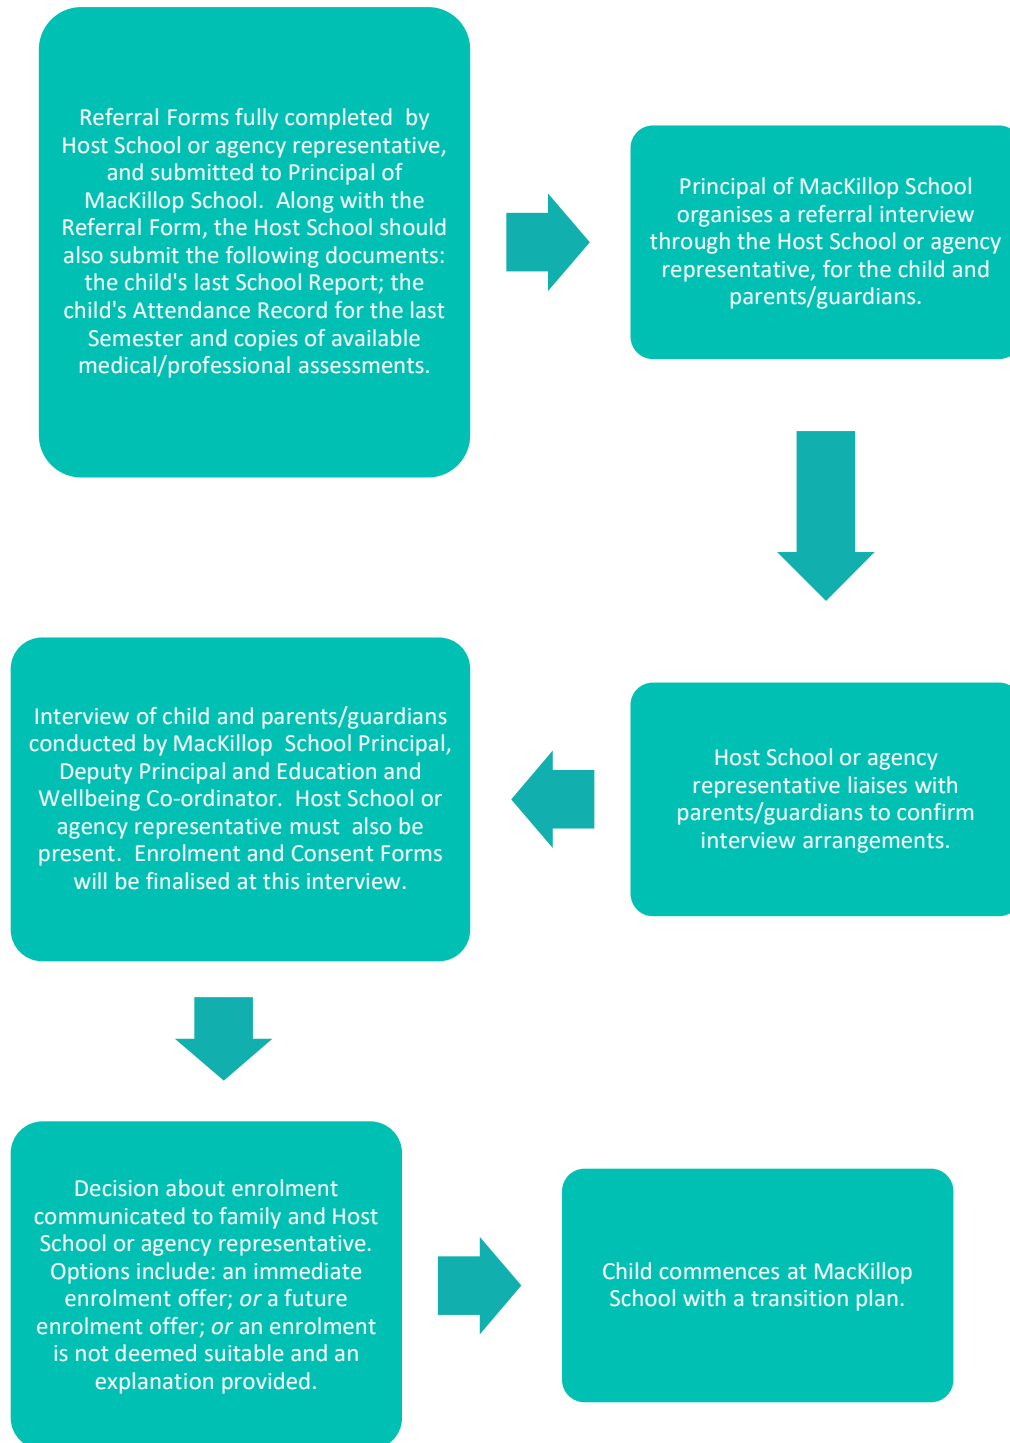 Referral Forms fully completed  by
Host School or agency representative,
and submitted to Principal of
MacKillop School.  Along with the
Referral Form, the Host School should
also submit the following documents:
the child's last School Report; the
child's Attendance Record for the last
Semester and copies of available
medical/professional assessments.
Principal of MacKillop School
organises a referral interview
through the Host School or agency
representative, for the child and
parents/guardians.
Host School or agency
representative liaises with
parents/guardians to confirm
interview arrangements.
Interview of child and parents/guardians
conducted by MacKillop  School Principal,
Deputy Principal and Education and
Wellbeing Co-ordinator.  Host School or
agency representative must  also be
present.  Enrolment and Consent Forms
will be finalised at this interview.
Decision about enrolment
communicated to family and Host
School or agency representative.
Options include: an immediate
enrolment offer; or a future
enrolment offer; or an enrolment
is not deemed suitable and an
explanation provided.
Child commences at MacKillop
School with a transition plan.